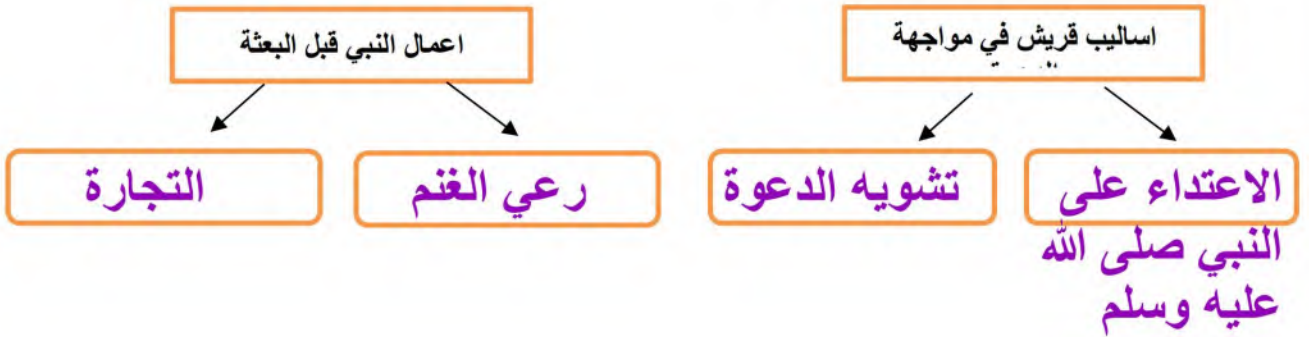 اساليب قريش في مواجهة
الاعتداء على
النبي صلى الله
عليه وسلم
تشويه الدعوة
اعمال النبي قبل البعثة
رعي الغنم
التجارة